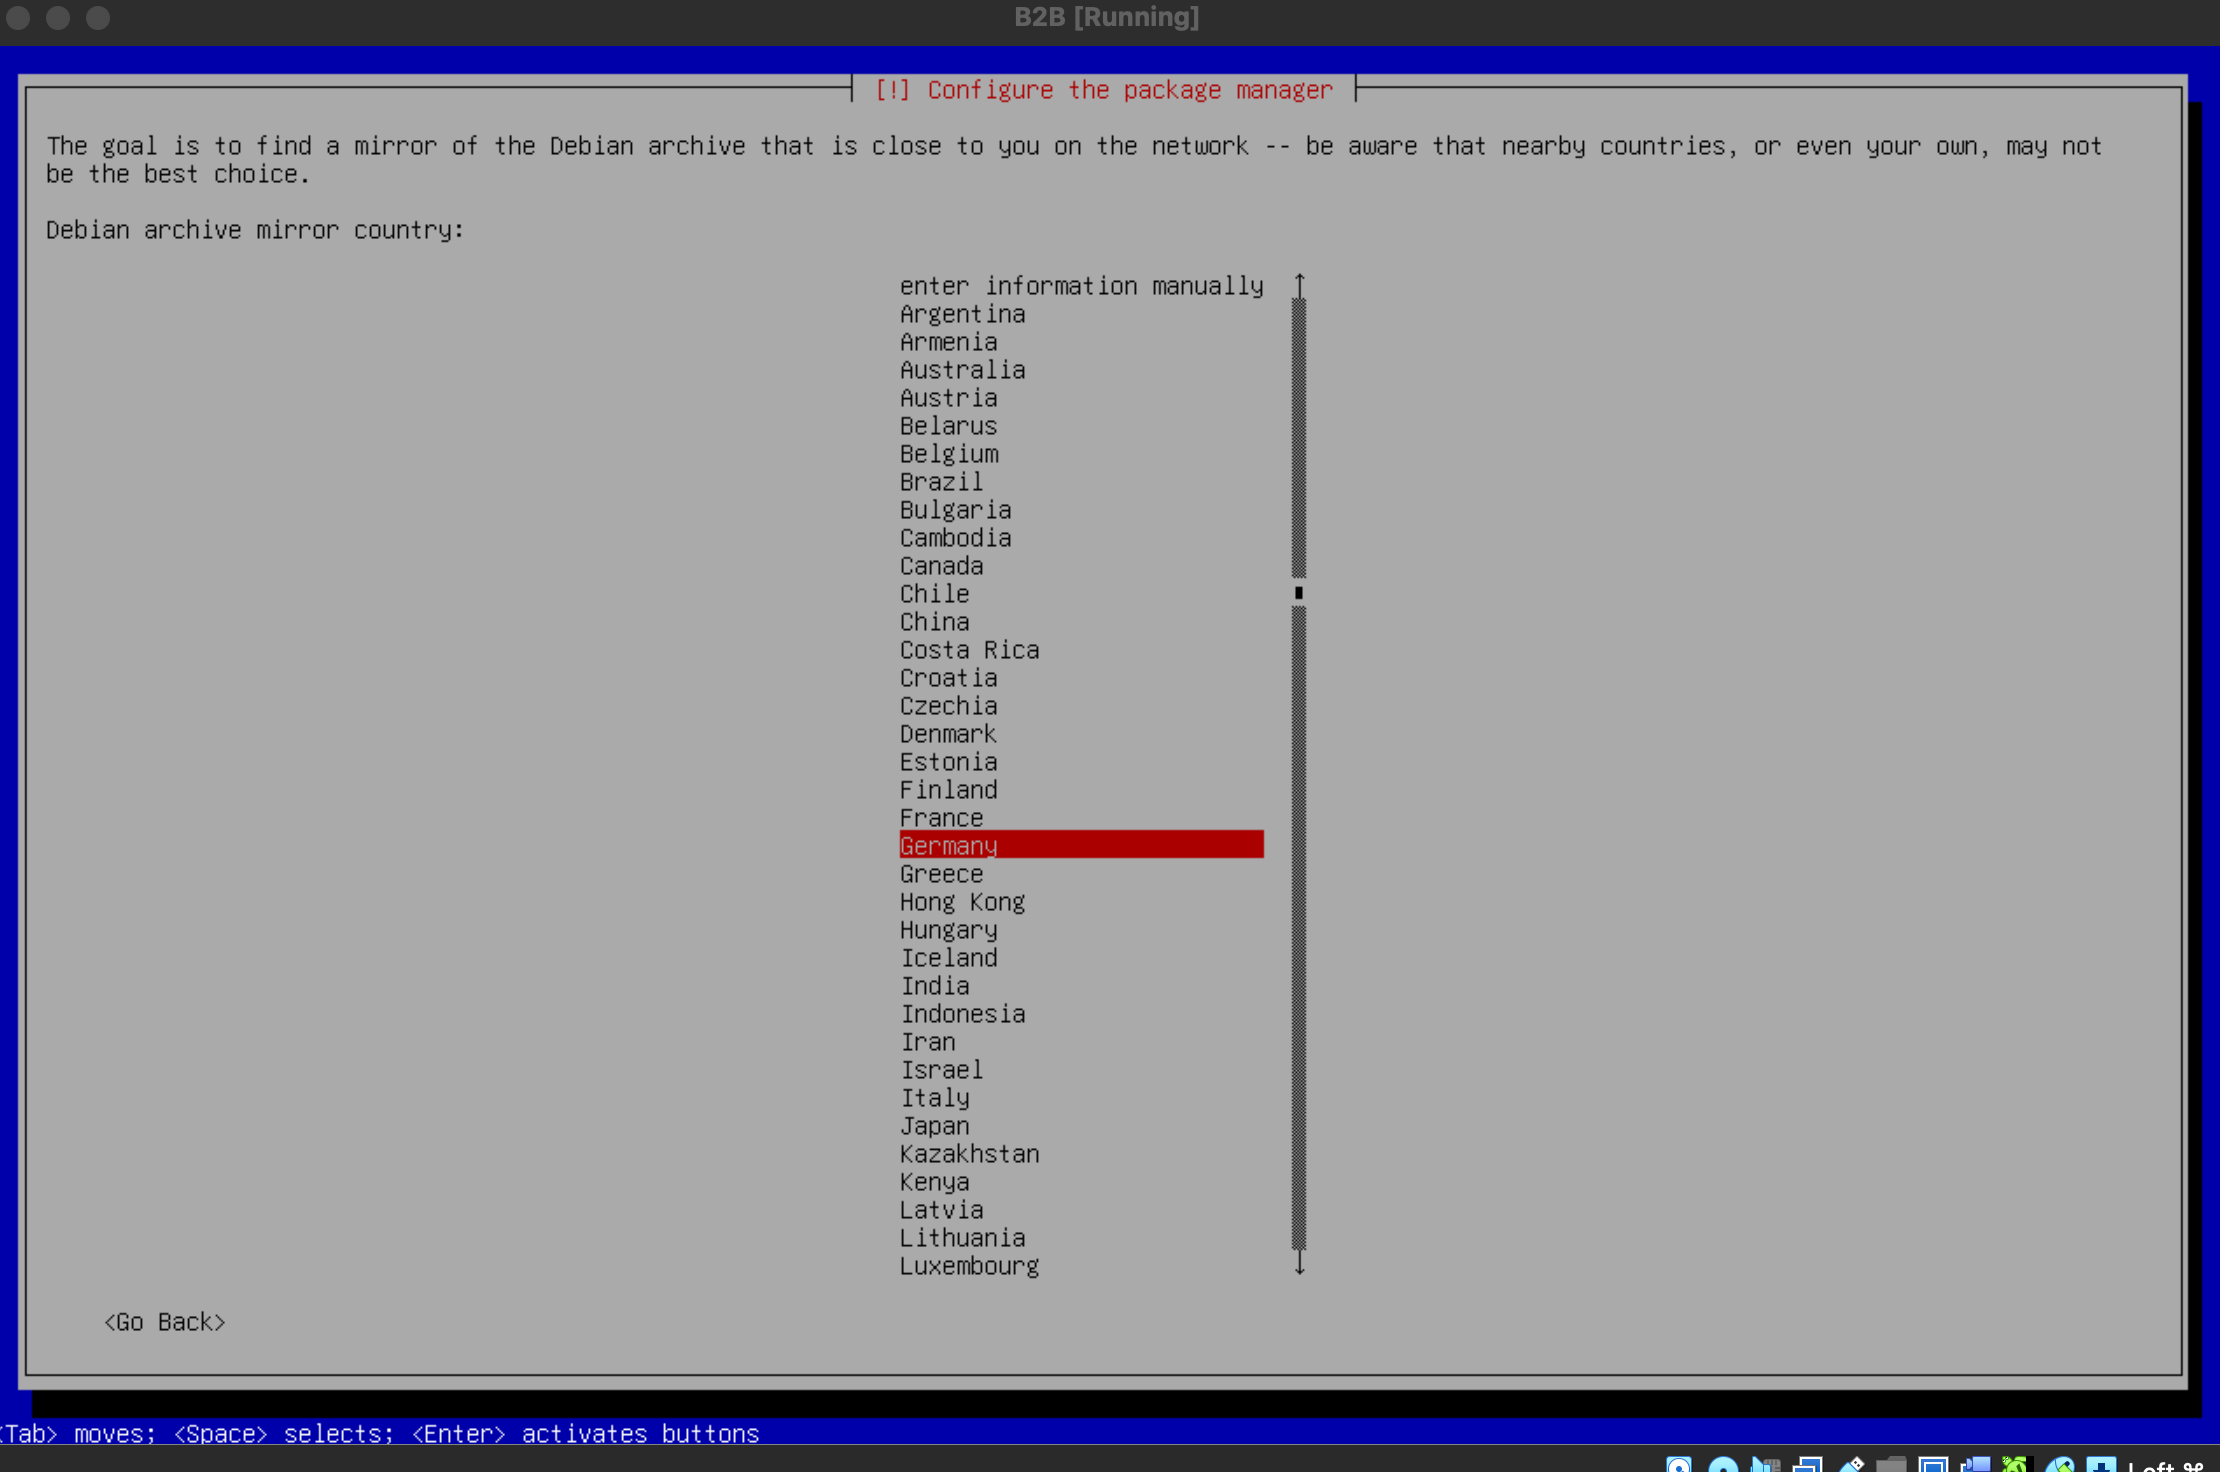 B2B [Running]
[!] Configure the package manager
The goal is to find a mirror of the Debian archive that is close to you on the network -- be aware that nearby countries, or even your own, may not
be the best choice.
Debian archive mirror country:
enter information manually
Argentina
Armenia
Australia
Austria
Belarus
Belgium
Brazil
Bulgaria
Cambodia
Canada
Chile
China
Costa Rica
Croatia
Czechia
Denmark
Estonia
Finland
France
Germany
Greece
Hong Kong
Hungary
Iceland
India
Indonesia
Iran
Israel
Italy
Japan
Kazakhstan
Kenya
Latvia
Lithuania
Luxembourg
<Go Back>
<Tab> moves; <Space> selects; <Enter> activates buttons
Left ⌘